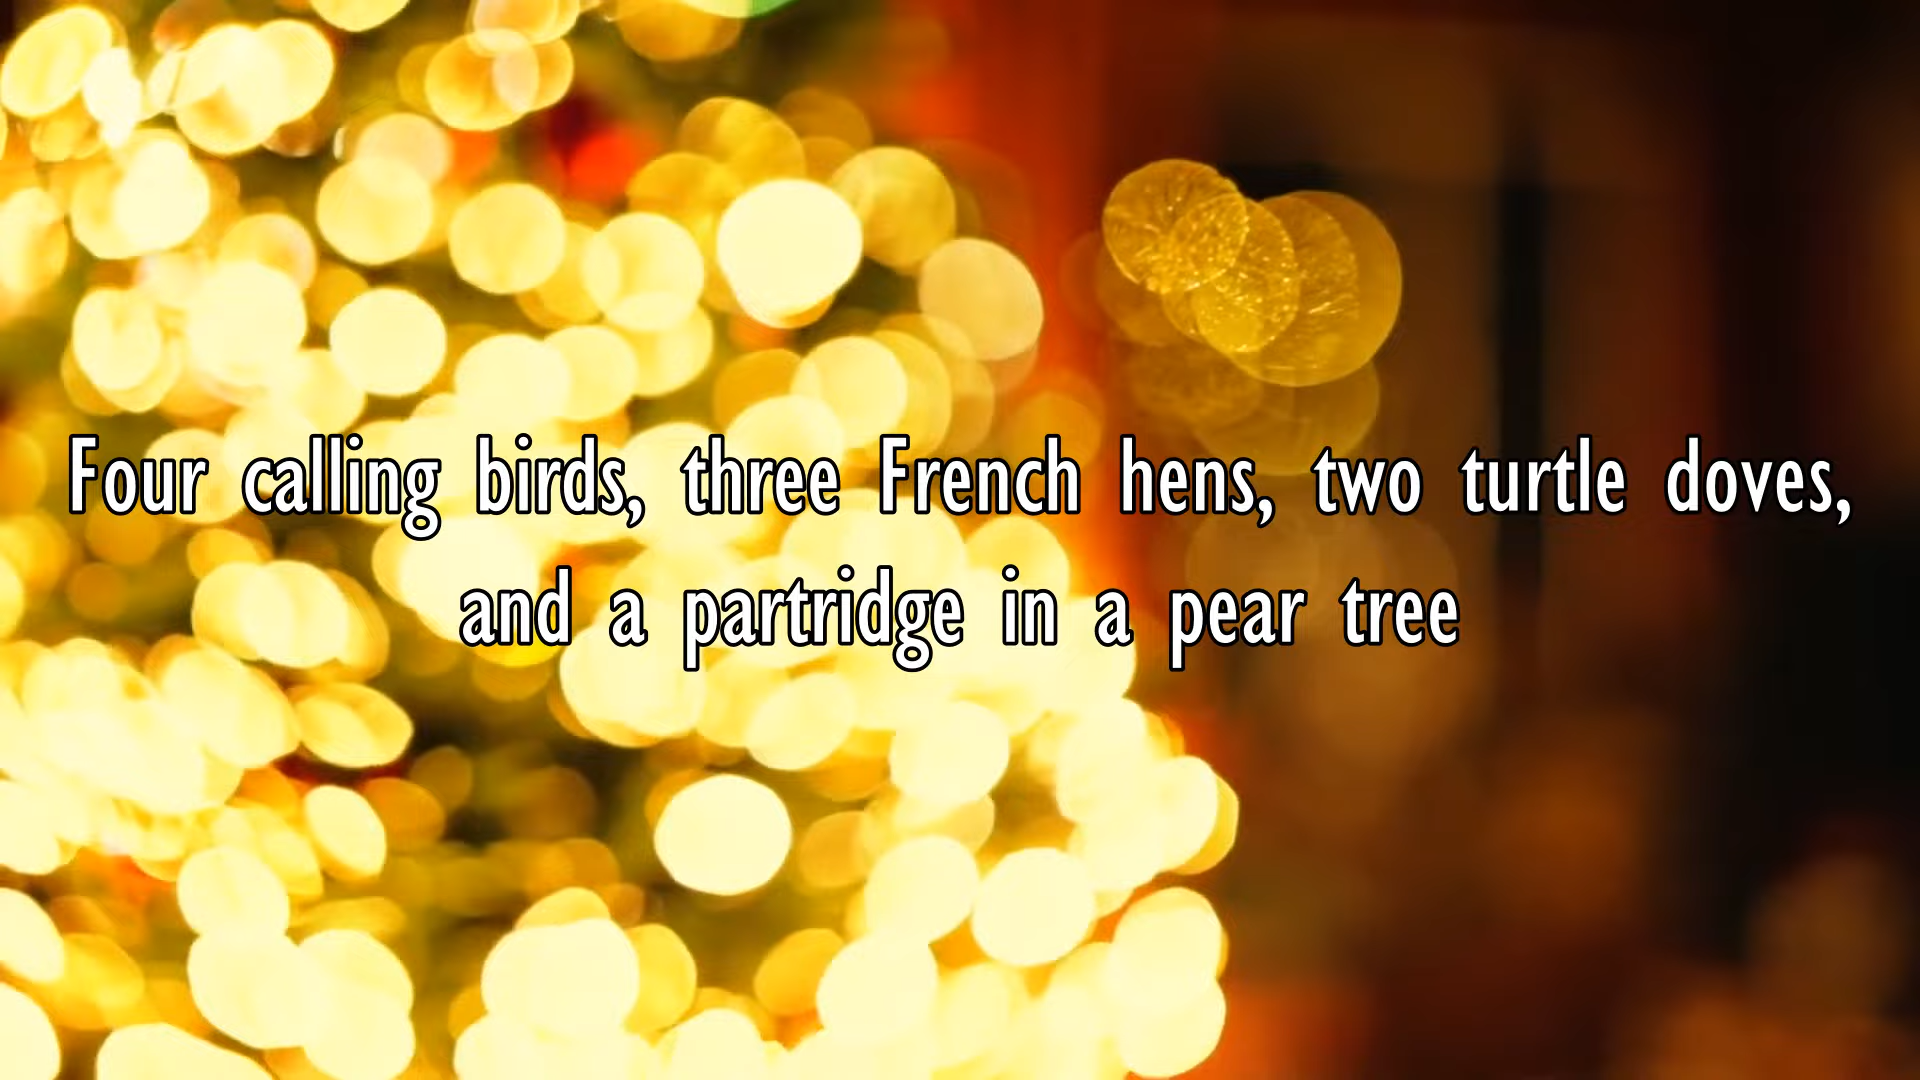 Four calling birds, three French hens, two turtle doves,
and a partridge in a pear tree